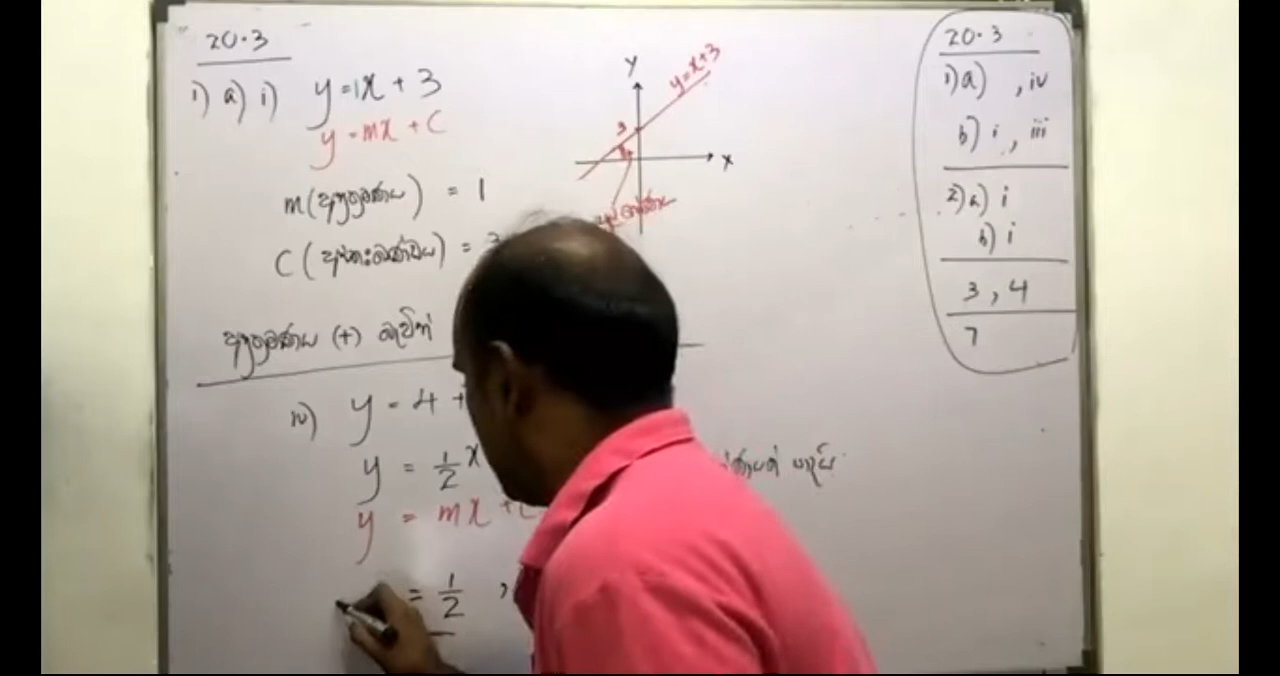 20.3
1) a) i) y = 1x + 3
y = mx + c
m (අනුක්‍රමණය) = 1
C (අන්තඃඛණ්ඩය) = 3
අනුක්‍රමණය (+)
iv) y = 4 +
y = 1/2 x
y = mx + c
= 1/2 ,
Y
y = x + 3
3
X
20.3
1) a) , iv
b) i , iii
2) a) i
b) i
3 , 4
7